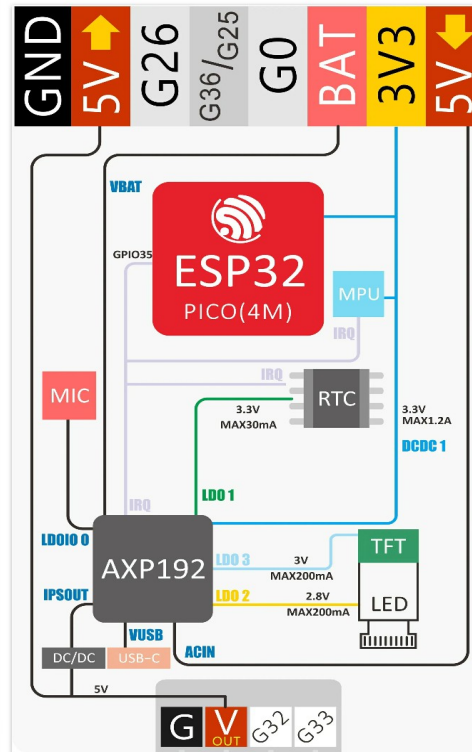 GND
5V
G26
G36/G25
G0
BAT
3V3
5V
VBAT
GPIO35
ESP32
PICO(4M)
MPU
IRQ
IRQ
MIC
RTC
3.3V
MAX30mA
3.3V
MAX1.2A
DCDC 1
LDO 1
IRQ
LDOIO 0
AXP192
LDO 3
3V
MAX200mA
TFT
IPSOUT
LDO 2
2.8V
MAX200mA
LED
VUSB
DC/DC
USB-C
ACIN
5V
G
V
OUT
G32
G33